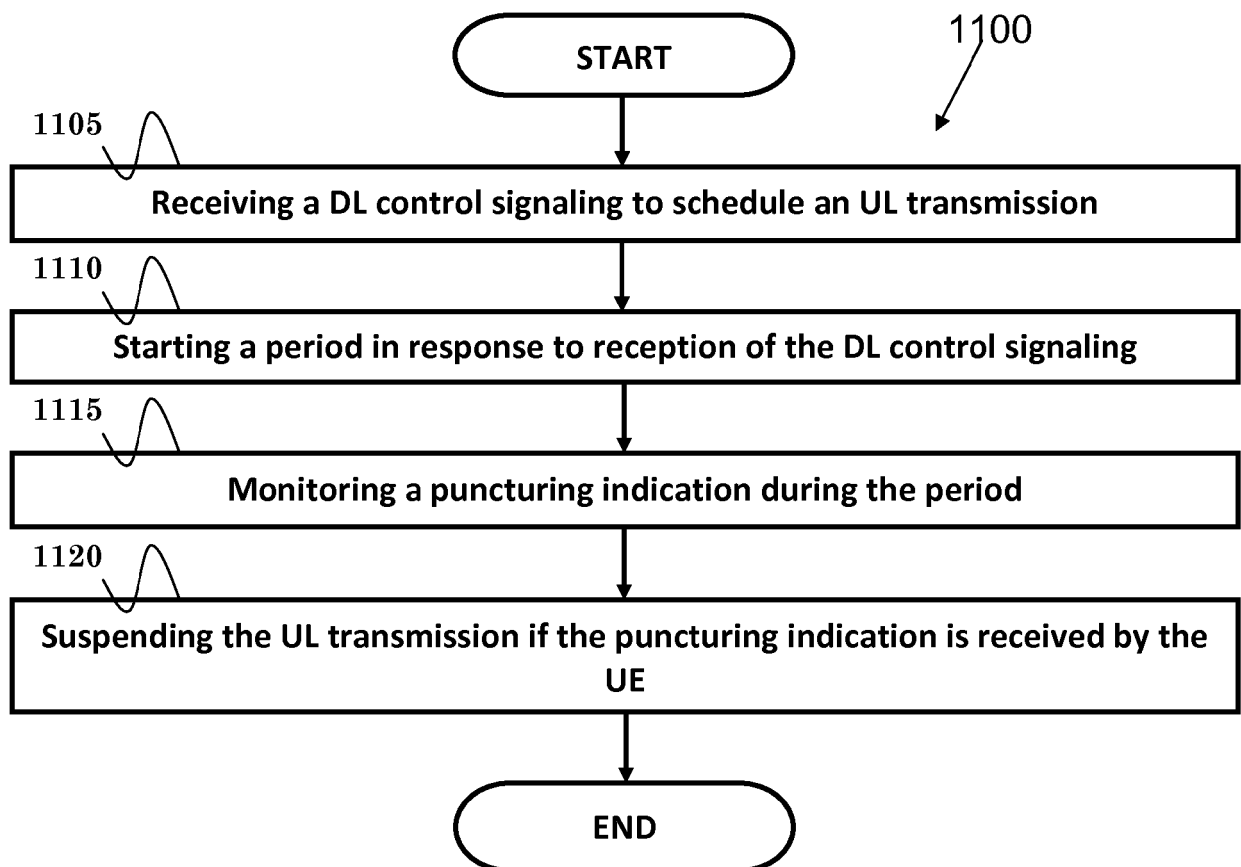 START
1100
1105
Receiving a DL control signaling to schedule an UL transmission
1110
Starting a period in response to reception of the DL control signaling
1115
Monitoring a puncturing indication during the period
1120
Suspending the UL transmission if the puncturing indication is received by the
UE
END